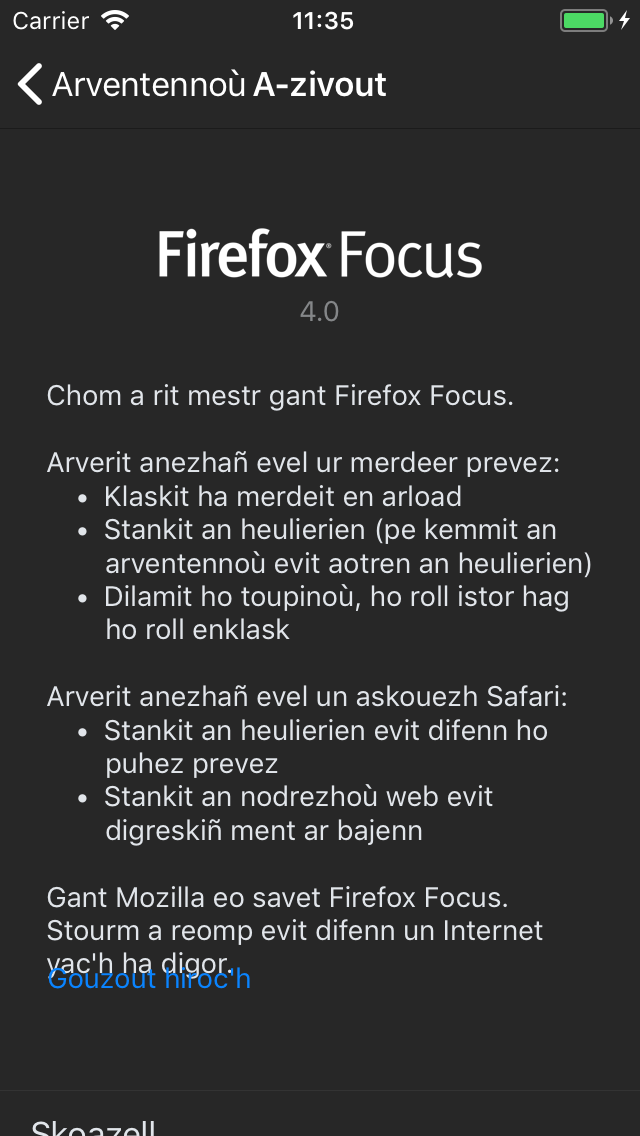 Carrier 11:35
Arventennoù A-zivout
Firefox Focus
4.0
Chom a rit mestr gant Firefox Focus.
Arverit anezhañ evel ur merdeer prevez:
• Klaskit ha merdeit en arload
• Stankit an heulierien (pe kemmit an
arventennoù evit aotren an heulierien)
• Dilamit ho toupinoù, ho roll istor hag
ho roll enklask
Arverit anezhañ evel un askouezh Safari:
• Stankit an heulierien evit difenn ho
puhez prevez
• Stankit an nodrezhoù web evit
digreskiñ ment ar bajenn
Gant Mozilla eo savet Firefox Focus.
Stourm a reomp evit difenn un Internet
yac'h ha digor.
Gouzout hiroc'h
Skoazell